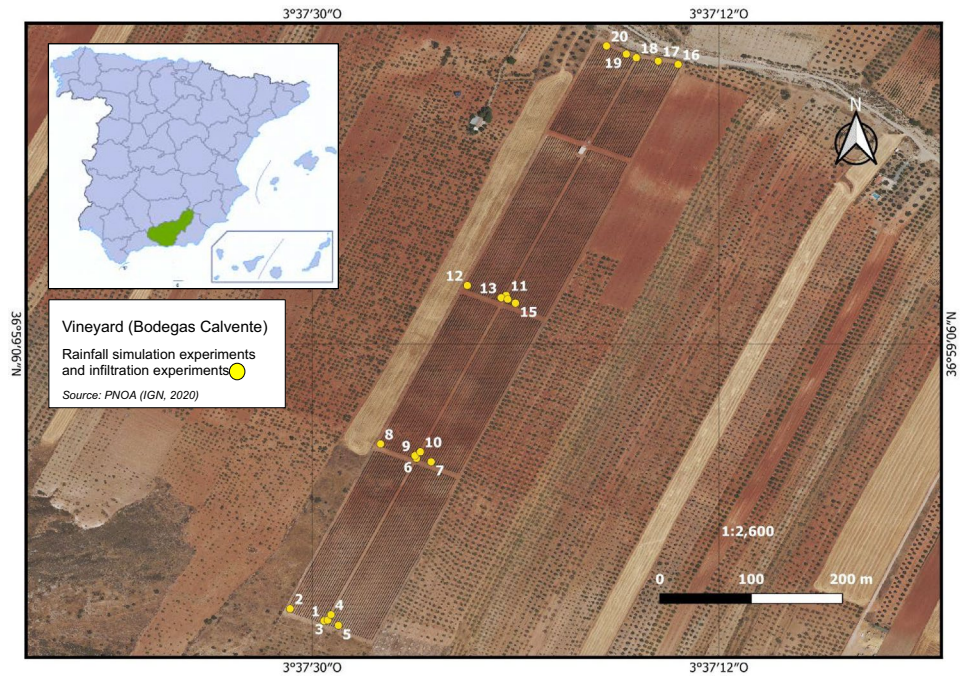 3°37'30"O 3°37'12"O
20
18
17
16
19
N
12
13
11
15
Vineyard (Bodegas Calvente)
Rainfall simulation experiments
and infiltration experiments
Source: PNOA (IGN, 2020)
36°59'06"N
36°59'06"N
8
9
10
6
7
1:2,600
0 100 200 m
2
1
4
3
5
3°37'30"O 3°37'12"O